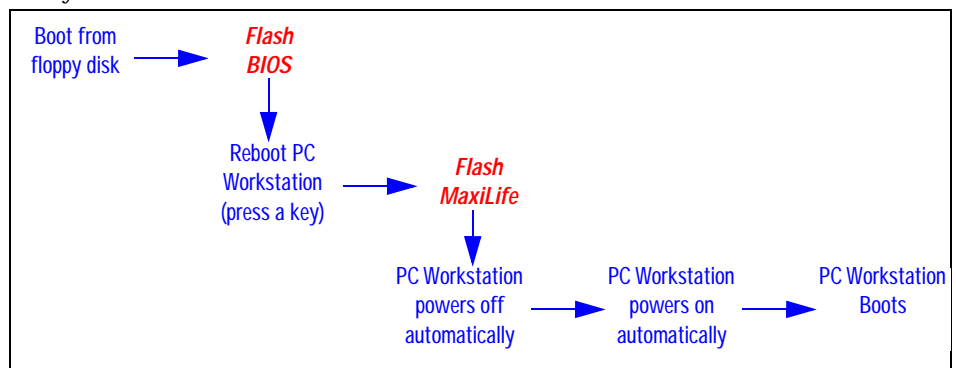 Boot from
floppy disk
Flash
BIOS
Reboot PC
Workstation
(press a key)
Flash
MaxiLife
PC Workstation
powers off
automatically
PC Workstation
powers on
automatically
PC Workstation
Boots